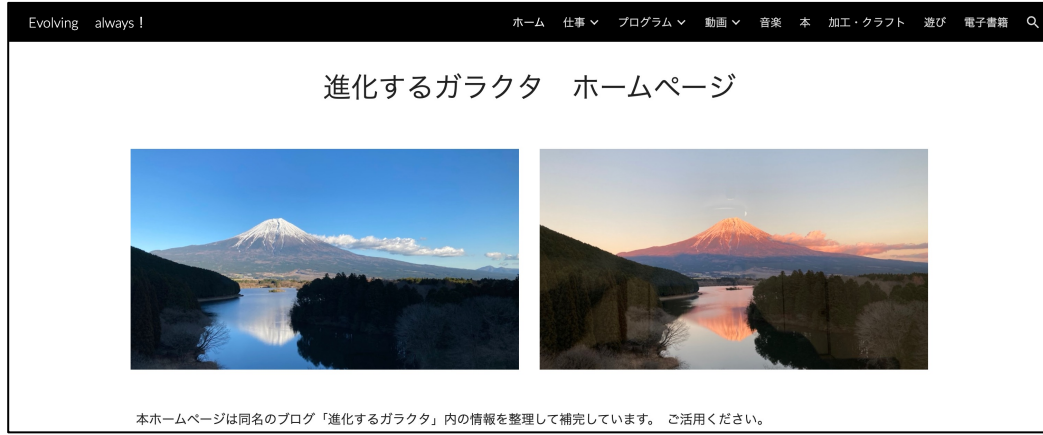 Evolving always！ ホーム 仕事 プログラム 動画 音楽 本 加工・クラフト 遊び 電子書籍
進化するガラクタ　ホームページ
本ホームページは同名のブログ「進化するガラクタ」内の情報を整理して補完しています。 ご活用ください。